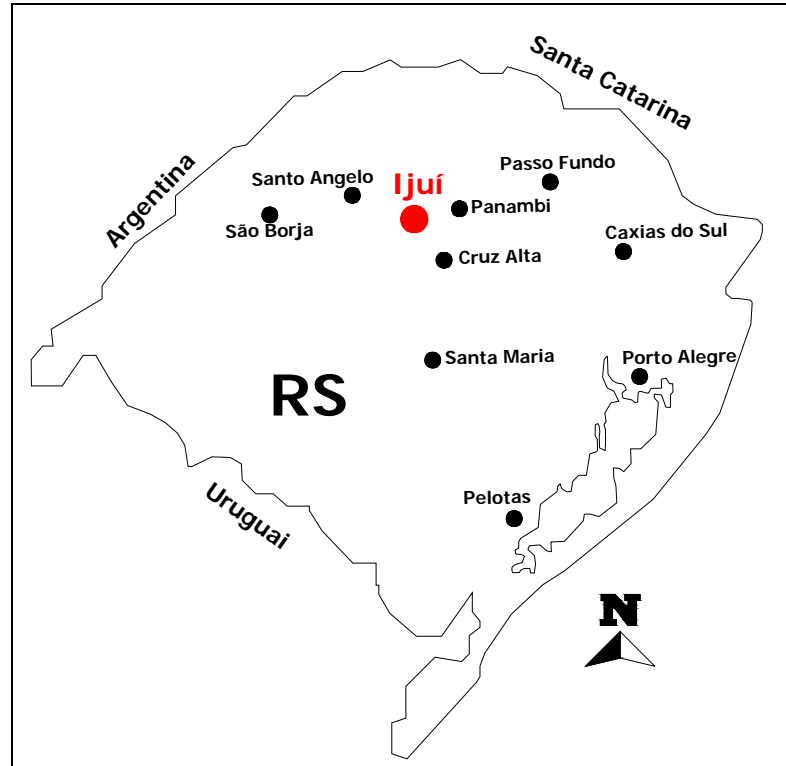 Santa Catarina
Argentina
Passo Fundo
Santo Angelo
Ijuí
Panambi
São Borja
Caxias do Sul
Cruz Alta
Santa Maria
Porto Alegre
RS
Pelotas
Uruguai
N